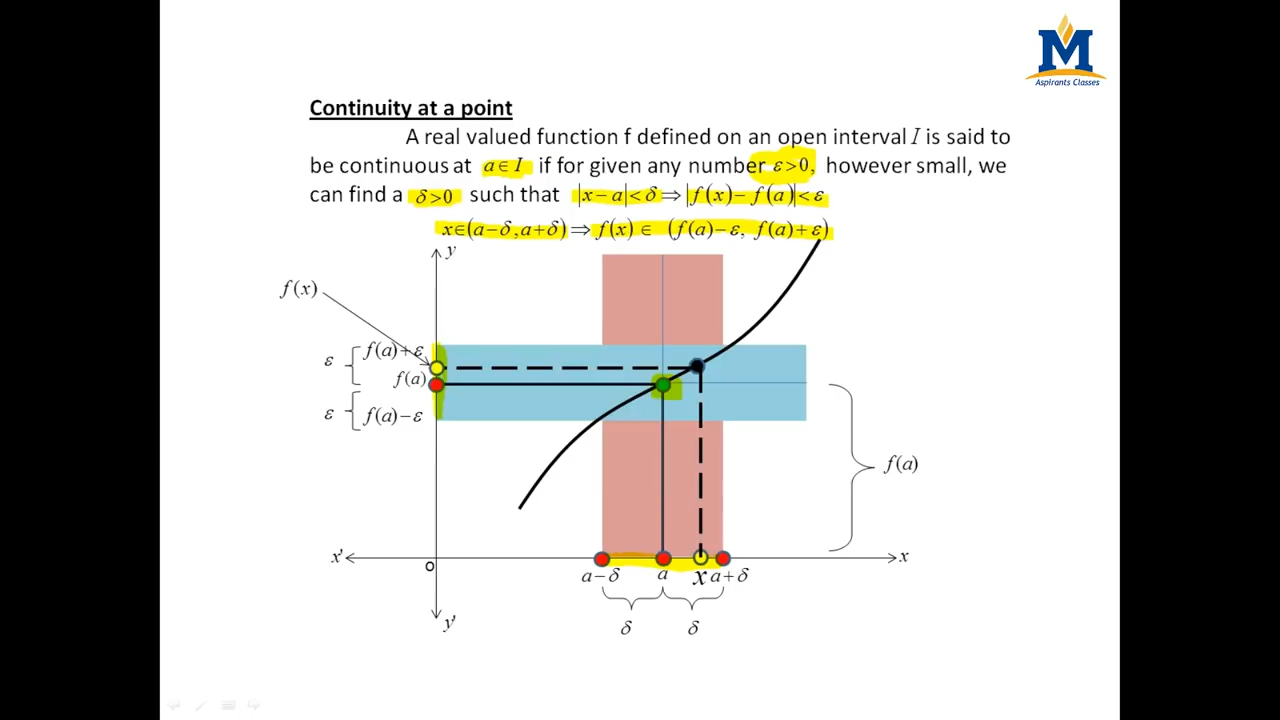 M
Aspirants Classes
Continuity at a point
A real valued function f defined on an open interval I is said to
be continuous at a∈I if for given any number ε>0, however small, we
can find a δ>0 such that |x−a|<δ⇒|f(x)−f(a)|<ε
x∈(a−δ,a+δ)⇒ f(x)∈ (f(a)−ε, f(a)+ε)
y
f(x)
ε
f(a)+ε
f(a)
ε
f(a)−ε
f(a)
x'
o
x
a−δ
a
x
a+δ
δ
δ
y'